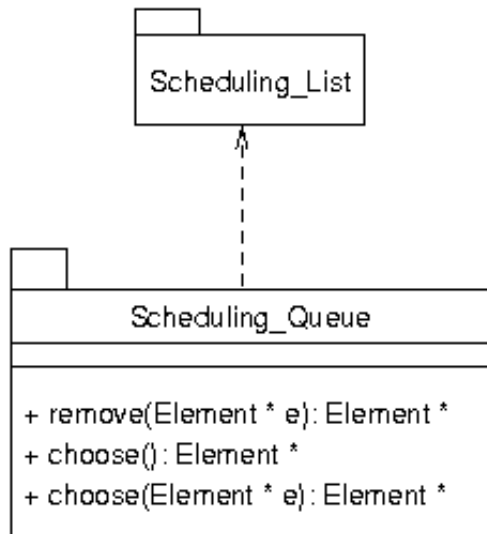 Scheduling_List
Scheduling_Queue
+ remove(Element * e): Element *
+ choose(): Element *
+ choose(Element * e): Element *